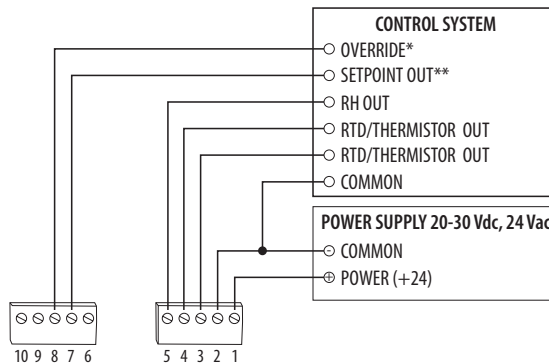 CONTROL SYSTEM
OVERRIDE*
SETPOINT OUT**
RH OUT
RTD/THERMISTOR OUT
RTD/THERMISTOR OUT
COMMON
POWER SUPPLY 20-30 Vdc, 24 Vac
COMMON
POWER (+24)
10 9 8 7 6
5 4 3 2 1